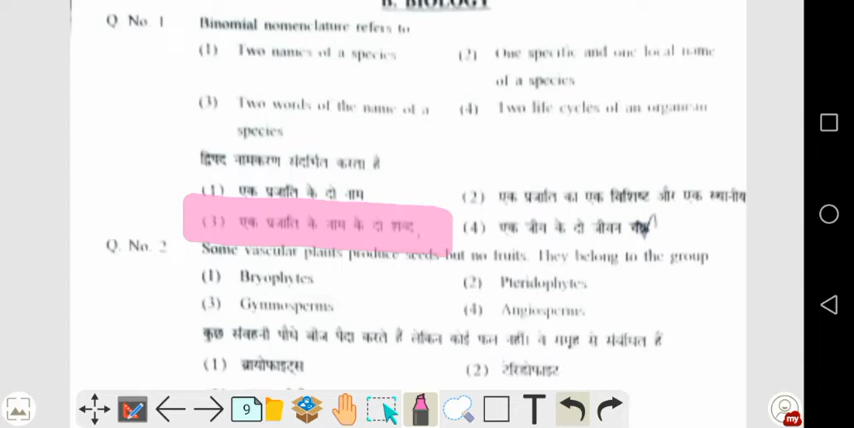 B. BIOLOGY
Q No. 1 Binomial nomenclature refers to
(1) Two names of a species (2) One specific and one local name
of a species
(3) Two words of the name of a (4) Two life cycles of an organean
species
द्विपद नामकरण संदर्भित करता है
(1) एक प्रजाति के दो नाम (2) एक प्रजाति का एक विशिष्ट और एक स्थानीय
(3) एक प्रजाति के नाम के दो शब्द (4) एक जीव के दो जीवन
Q. No. 2 Some vascular plants produce seeds but no fruits. They belong to the group
(1) Bryophytes (2) Pteridophytes
(3) Gymnosperms (4) Angiosperms
कुछ संवहनी पौधे बीज पैदा करते हैं लेकिन कोई फल नहीं। वे समूह से संबंधित हैं
(1) ब्रायोफाइट्स (2) टेरिडोफाइट
9
T
my